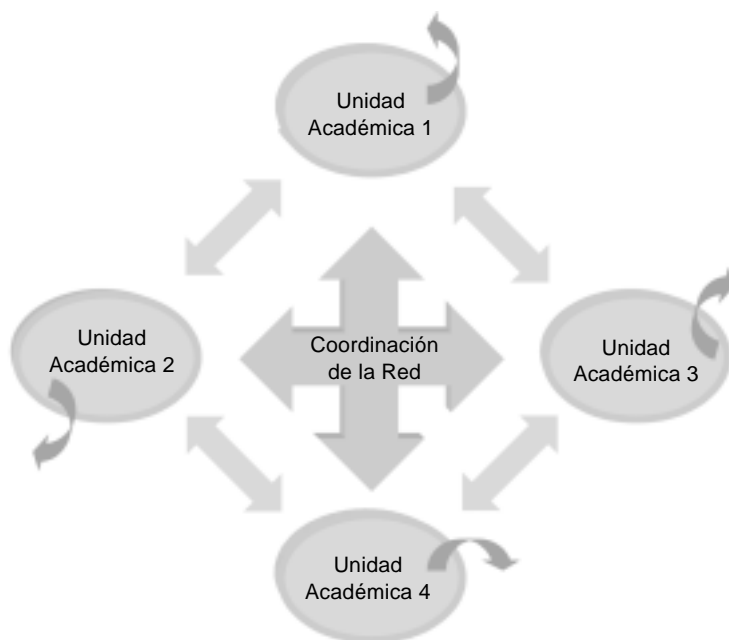 Unidad
Académica 1
Unidad
Académica 2
Coordinación
de la Red
Unidad
Académica 3
Unidad
Académica 4